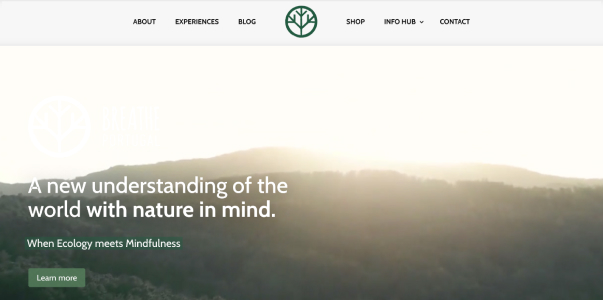 ABOUT EXPERIENCES BLOG SHOP INFO HUB CONTACT
A new understanding of the
world with nature in mind.
When Ecology meets Mindfulness
Learn more